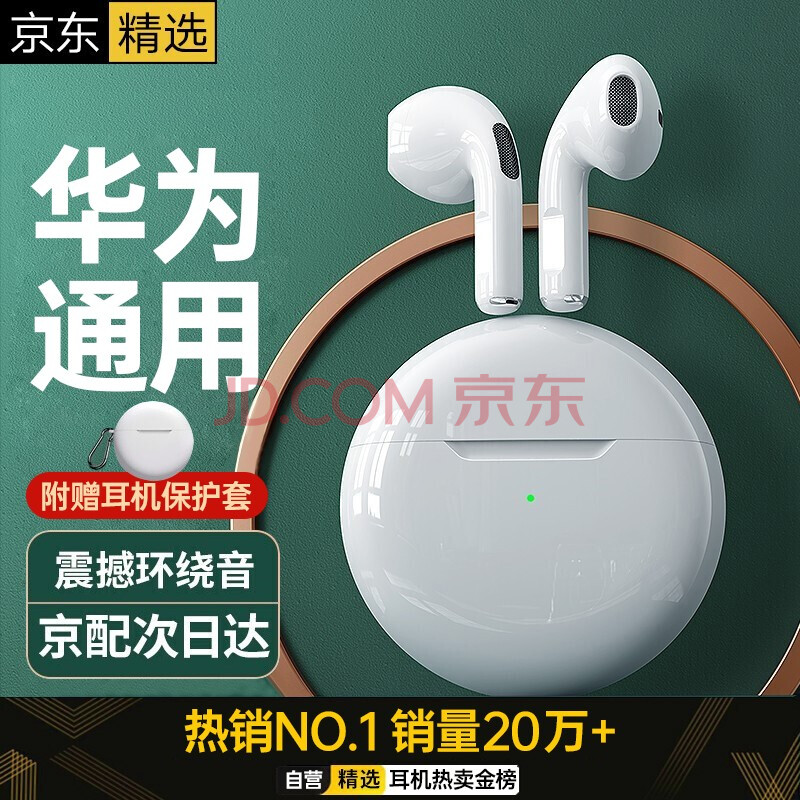 京东 精选
华为
通用
JD.COM 京东
附赠耳机保护套
震撼环绕音
京配次日达
热销NO.1 销量20万+
自营 精选 耳机热卖金榜